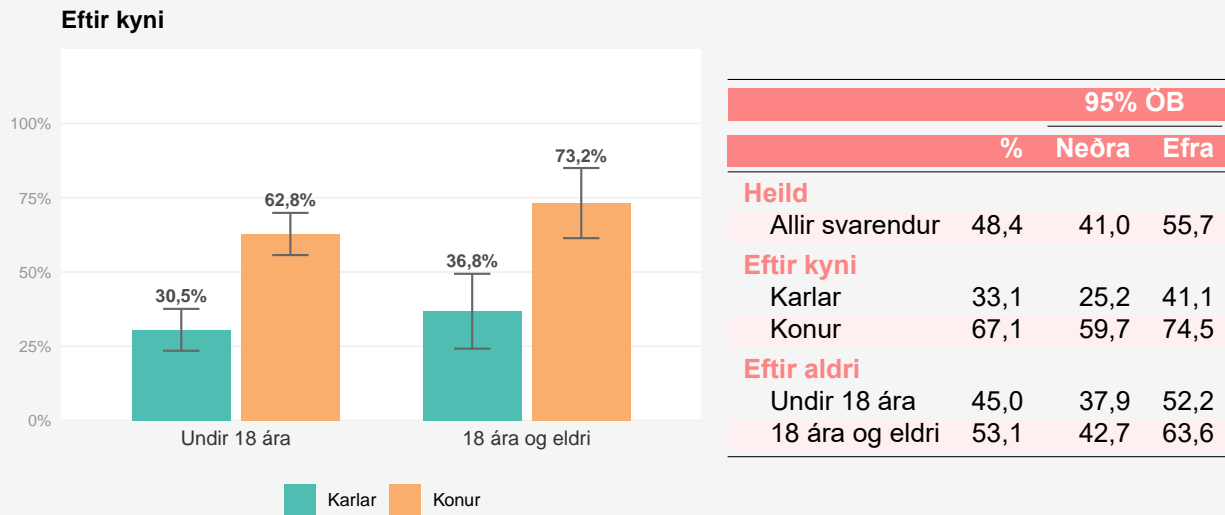 Eftir kyni
100%
75%
50%
25%
0%
30,5%
62,8%
36,8%
73,2%
Undir 18 ára
18 ára og eldri
Karlar Konur
95% ÖB
% Neðra Efra
Heild
Allir svarendur 48,4 41,0 55,7
Eftir kyni
Karlar 33,1 25,2 41,1
Konur 67,1 59,7 74,5
Eftir aldri
Undir 18 ára 45,0 37,9 52,2
18 ára og eldri 53,1 42,7 63,6